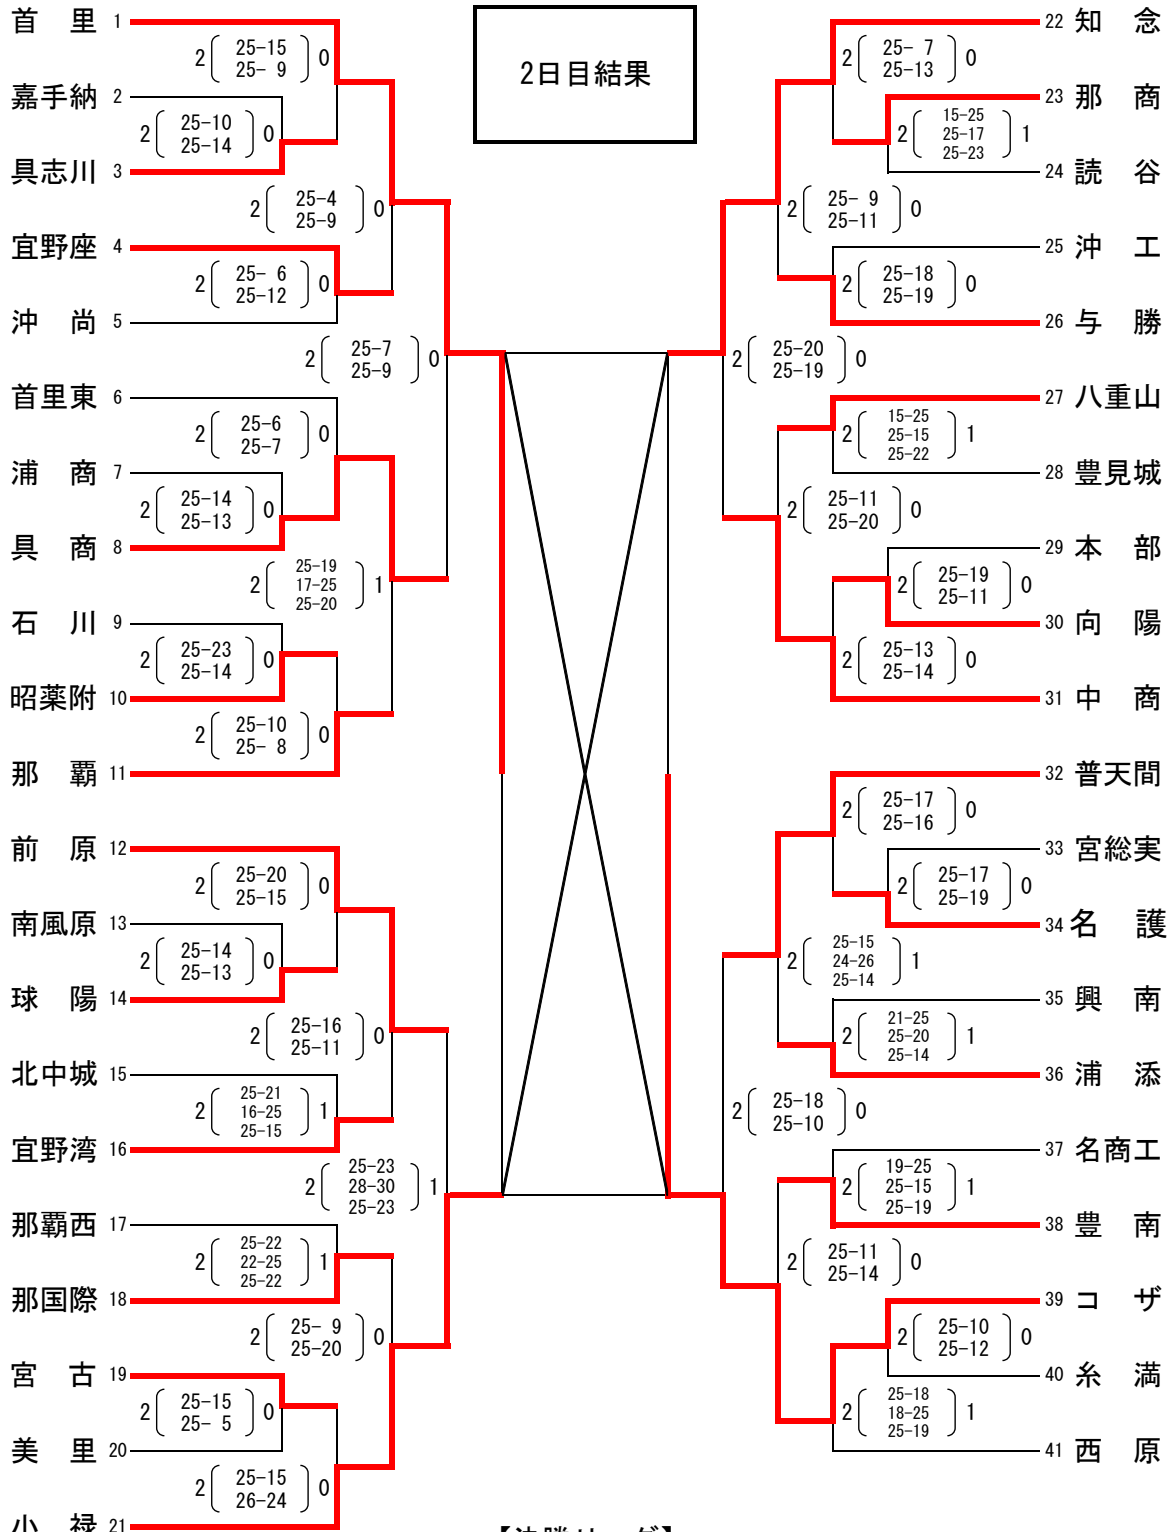 2日目結果
首 里 1
2 25-15 0
25- 9
嘉手納 2
2 25-10 0
25-14
具志川 3
2 25-4 0
25-9
宜野座 4
2 25- 6 0
25-12
沖 尚 5
2 25-7 0
25-9
首里東 6
2 25-6 0
25-7
浦 商 7
2 25-14 0
25-13
具 商 8
2 25-19 1
17-25
25-20
石 川 9
2 25-23 0
25-14
昭薬附 10
2 25-10 0
25- 8
那 覇 11
前 原 12
2 25-20 0
25-15
南風原 13
2 25-14 0
25-13
球 陽 14
2 25-16 0
25-11
北中城 15
2 25-21 1
16-25
25-15
宜野湾 16
2 25-23 1
28-30
25-23
那覇西 17
2 25-22 1
22-25
25-22
那国際 18
2 25- 9 0
25-20
宮 古 19
2 25-15 0
25- 5
美 里 20
2 25-15 0
26-24
小 禄 21
22 知 念
2 25- 7 0
25-13
23 那 商
2 15-25 1
25-17
25-23
24 読 谷
2 25- 9 0
25-11
25 沖 工
2 25-18 0
25-19
26 与 勝
2 25-20 0
25-19
27 八重山
2 15-25 1
25-15
25-22
28 豊見城
2 25-11 0
25-20
29 本 部
2 25-19 0
25-11
30 向 陽
2 25-13 0
25-14
31 中 商
32 普天間
2 25-17 0
25-16
33 宮総実
2 25-17 0
25-19
34 名 護
2 25-15 1
24-26
25-14
35 興 南
2 21-25 1
25-20
25-14
36 浦 添
2 25-18 0
25-10
37 名商工
2 19-25 1
25-15
25-19
38 豊 南
2 25-11 0
25-14
39 コ ザ
2 25-10 0
25-12
40 糸 満
2 25-18 1
18-25
25-19
41 西 原
【決勝リーグ】